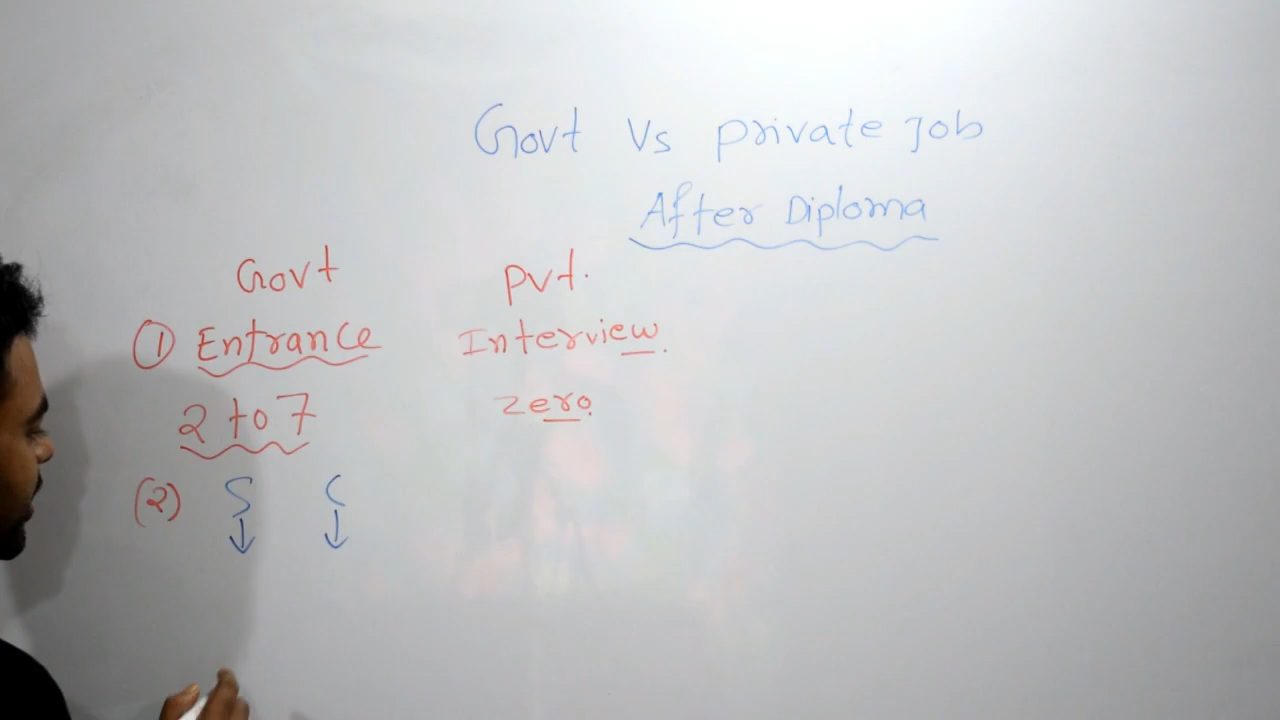 Govt Vs private job
After Diploma
Govt Pvt.
① Entrance Interview.
2 to 7 zero.
(2) S C
↓ ↓